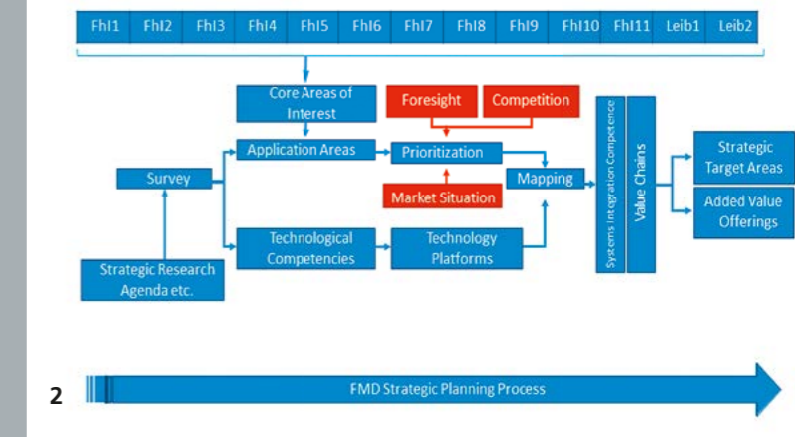 FhI1 FhI2 FhI3 FhI4 FhI5 FhI6 FhI7 FhI8 FhI9 FhI10 FhI11 Leib1 Leib2
Core Areas of
Interest
Foresight
Competition
Application Areas
Prioritization
Survey
Mapping
Market Situation
Technological
Competencies
Technology
Platforms
Strategic Research
Agenda etc.
Systems Integration Competence
Value Chains
Strategic
Target Areas
Added Value
Offerings
2
FMD Strategic Planning Process